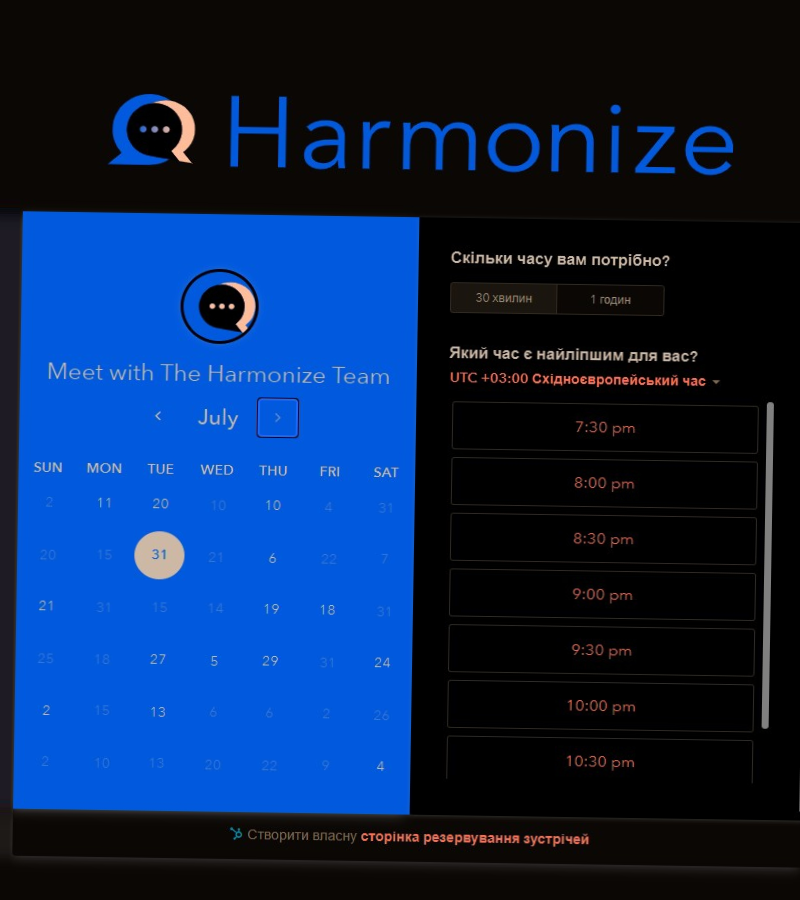 Harmonize
Meet with The Harmonize Team
July
SUN MON TUE WED THU FRI SAT
2 11 20 10 10 4 31
20 15 31 21 6 22 7
21 31 15 14 19 18 31
25 18 27 5 29 31 24
2 15 13 6 6 2 26
2 10 13 20 22 9 4
Скільки часу вам потрібно?
30 хвилин 1 годин
Який час є найліпшим для вас?
UTC +03:00 Східноєвропейський час
7:30 pm
8:00 pm
8:30 pm
9:00 pm
9:30 pm
10:00 pm
10:30 pm
Створити власну сторінка резервування зустрічей